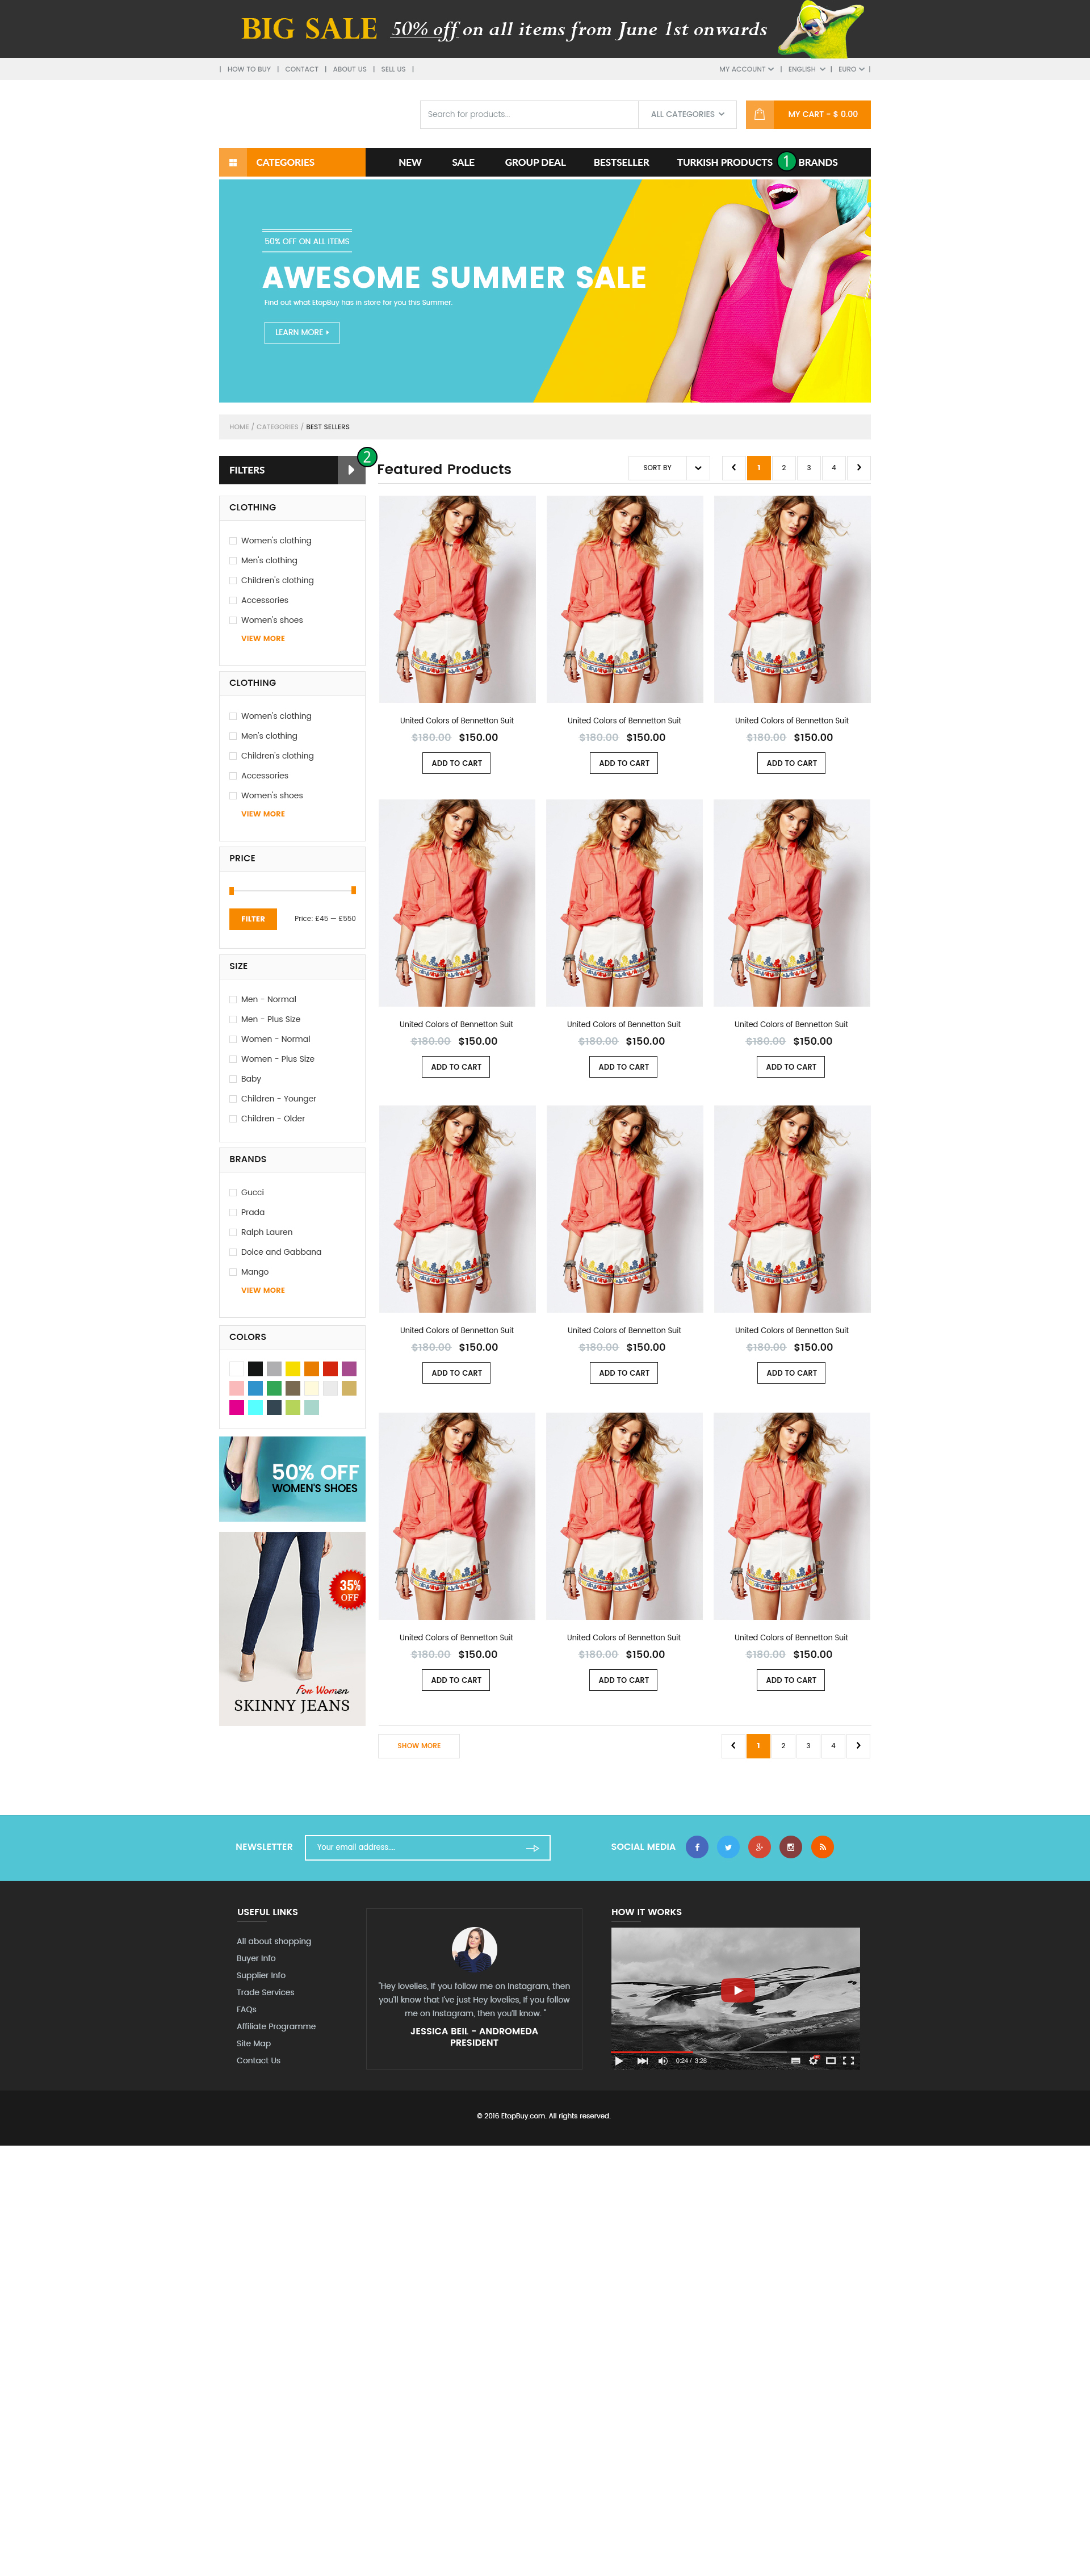 BIG SALE 50% off on all items from June 1st onwards
| HOW TO BUY | CONTACT | ABOUT US | SELL US |
MY ACCOUNT | ENGLISH | EURO |
Search for products...
ALL CATEGORIES
MY CART - $ 0.00
CATEGORIES
NEW SALE GROUP DEAL BESTSELLER TURKISH PRODUCTS 1 BRANDS
50% OFF ON ALL ITEMS
AWESOME SUMMER SALE
Find out what EtopBuy has in store for you this Summer.
LEARN MORE
HOME / CATEGORIES / BEST SELLERS
FILTERS
2
CLOTHING
Women's clothing
Men's clothing
Children's clothing
Accessories
Women's shoes
VIEW MORE
CLOTHING
Women's clothing
Men's clothing
Children's clothing
Accessories
Women's shoes
VIEW MORE
PRICE
FILTER Price: £45 — £550
SIZE
Men - Normal
Men - Plus Size
Women - Normal
Women - Plus Size
Baby
Children - Younger
Children - Older
BRANDS
Gucci
Prada
Ralph Lauren
Dolce and Gabbana
Mango
VIEW MORE
COLORS
50% OFF
WOMEN'S SHOES
35%
OFF
For Women
SKINNY JEANS
Featured Products
SORT BY
1 2 3 4
United Colors of Bennetton Suit United Colors of Bennetton Suit United Colors of Bennetton Suit
$180.00 $150.00 $180.00 $150.00 $180.00 $150.00
ADD TO CART ADD TO CART ADD TO CART
United Colors of Bennetton Suit United Colors of Bennetton Suit United Colors of Bennetton Suit
$180.00 $150.00 $180.00 $150.00 $180.00 $150.00
ADD TO CART ADD TO CART ADD TO CART
United Colors of Bennetton Suit United Colors of Bennetton Suit United Colors of Bennetton Suit
$180.00 $150.00 $180.00 $150.00 $180.00 $150.00
ADD TO CART ADD TO CART ADD TO CART
United Colors of Bennetton Suit United Colors of Bennetton Suit United Colors of Bennetton Suit
$180.00 $150.00 $180.00 $150.00 $180.00 $150.00
ADD TO CART ADD TO CART ADD TO CART
SHOW MORE
1 2 3 4
NEWSLETTER
Your email address...
SOCIAL MEDIA
USEFUL LINKS
All about shopping
Buyer Info
Supplier Info
Trade Services
FAQs
Affiliate Programme
Site Map
Contact Us
"Hey lovelies, If you follow me on Instagram, then
you'll know that I've just Hey lovelies, If you follow
me on Instagram, then you'll know. "
JESSICA BEIL - ANDROMEDA
PRESIDENT
HOW IT WORKS
0:24 / 3:28
© 2016 EtopBuy.com. All rights reserved.